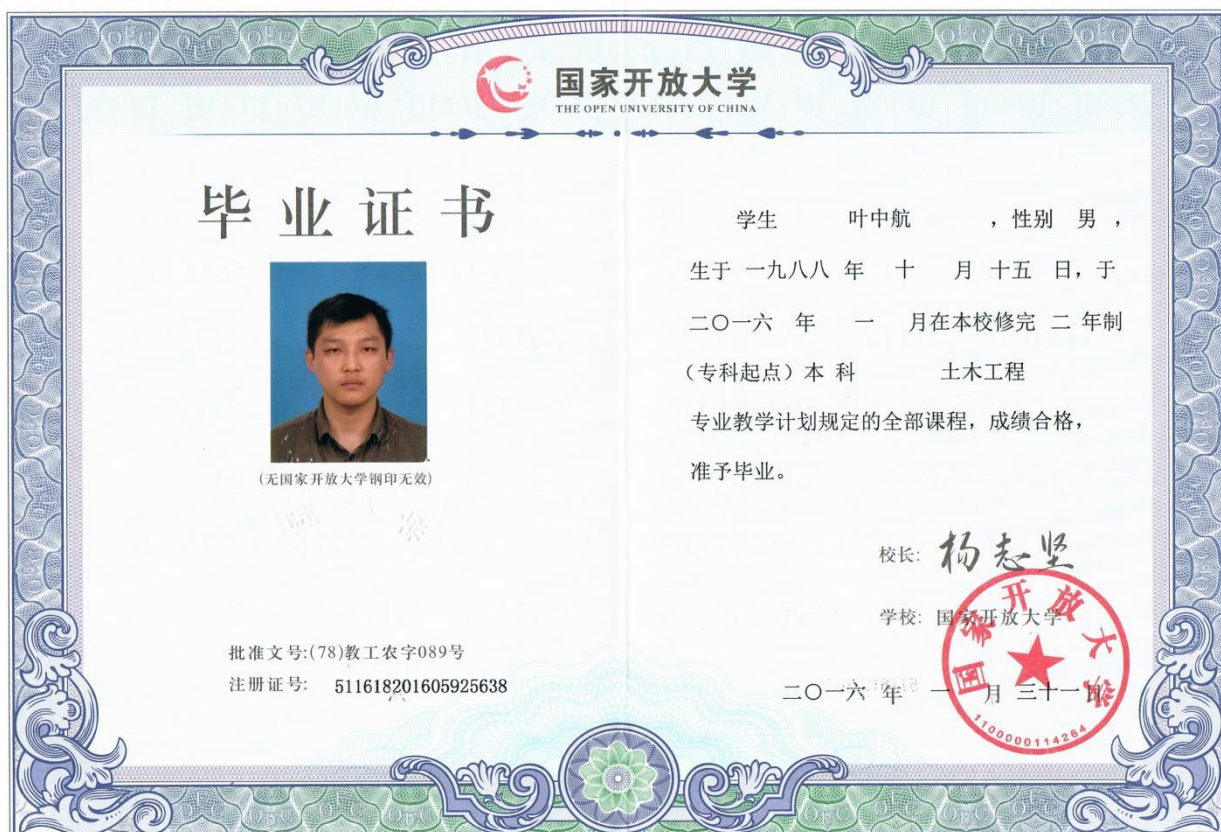 国家开放大学
THE OPEN UNIVERSITY OF CHINA
毕业证书
(无国家开放大学钢印无效)
批准文号:(78)教工农字089号
注册证号: 511618201605925638
学生 叶中航 ，性别 男 ，
生于 一九八八 年 十 月 十五 日，于
二〇一六 年 一 月在本校修完 二 年制
（专科起点）本 科 土木工程
专业教学计划规定的全部课程，成绩合格，
准予毕业。
校长: 杨志坚
学校: 国家开放大学
二〇一六 年 一 月 三十一日
国家开放大学
1100000114264